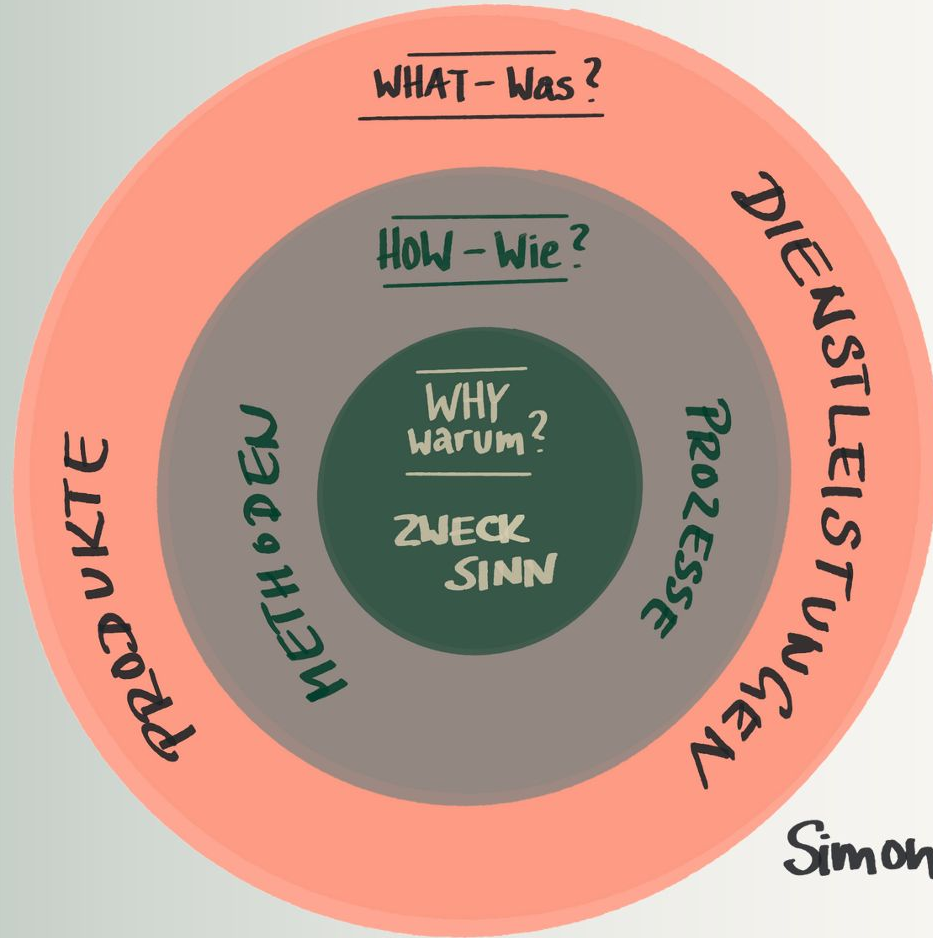 WHAT - Was?
DIENSTLEISTUNGEN
PRODUKTE
HOW - Wie?
METHODEN
PROZESSE
WHY
warum?
ZWECK
SINN
Simon